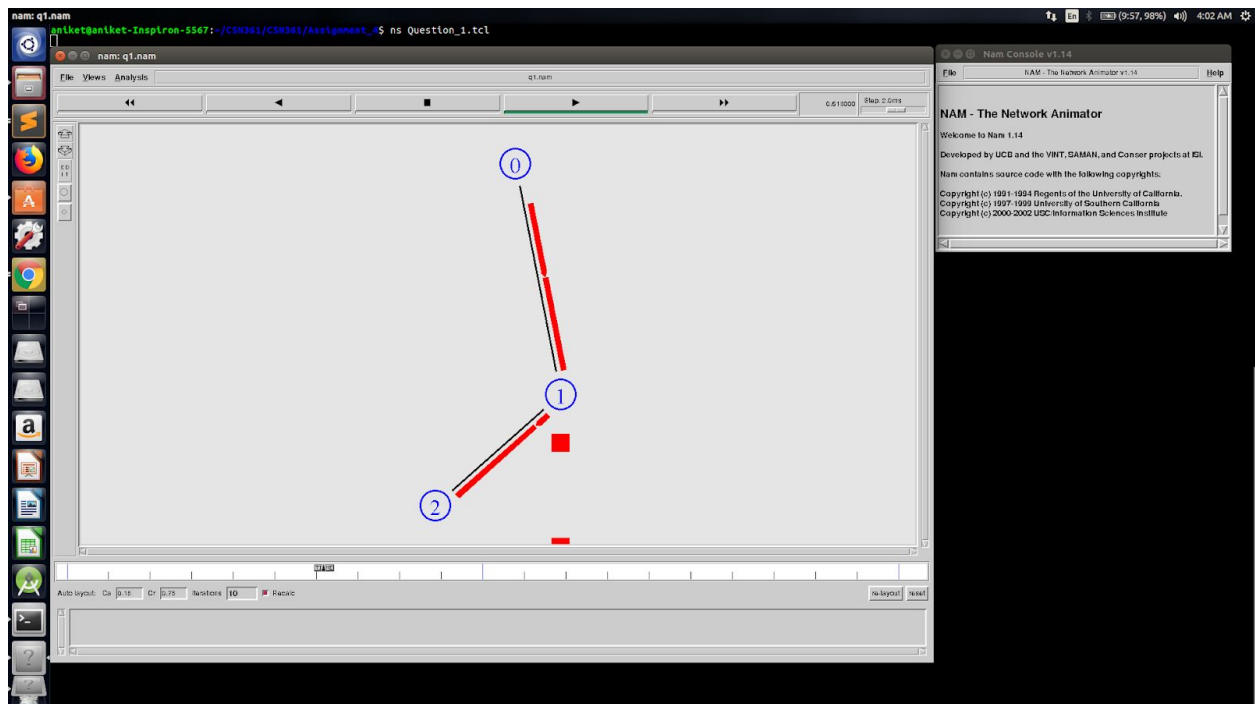 nam: q1.nam
En (9:57, 98%) 4:02 AM
aniket@aniket-Inspiron-5567:~/CSN361/CSN361/Assignment_4$ ns Question_1.tcl
nam: q1.nam
File Views Analysis q1.nam
Step: 2.0ms
0
1
2
Auto layout: Ca 0.15 Cr 0.75 Iterations 10 Recalc re-layout reset
Nam Console v1.14
File NAM - The Network Animator v1.14 Help
NAM - The Network Animator
Welcome to Nam 1.14
Developed by UCB and the VINT, SAMAN, and Conser projects at ISI.
Nam contains source code with the following copyrights:
Copyright (c) 1991-1994 Regents of the University of California.
Copyright (c) 1997-1999 University of Southern California
Copyright (c) 2000-2002 USC/Information Sciences Institute